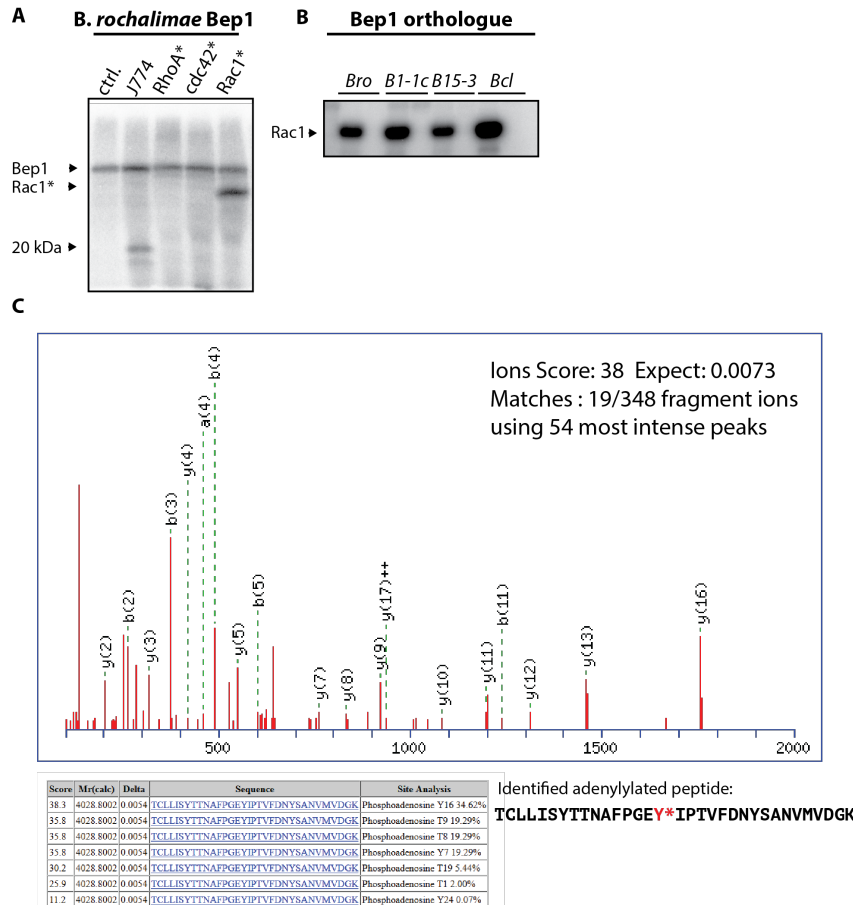 A
B. rochalimae Bep1
ctrl.
J774
RhoA*
cdc42*
Rac1*
Bep1
Rac1*
20 kDa
B
Bep1 orthologue
Bro B1-1c B15-3 Bcl
Rac1
C
Ions Score: 38 Expect: 0.0073
Matches : 19/348 fragment ions
using 54 most intense peaks
y(2)
b(2)
y(3)
b(3)
y(4)
a(4)
b(4)
y(5)
b(5)
y(7)
y(8)
y(9)
y(17)++
y(10)
y(11)
b(11)
y(12)
y(13)
y(16)
500 1000 1500 2000
Score Mr(calc) Delta Sequence Site Analysis
38.3 4028.8002 0.0054 TCLLISYTTNAFPGEYIPTVFDNYSANVMVDGK Phosphoadenosine Y16 34.62%
35.8 4028.8002 0.0054 TCLLISYTTNAFPGEYIPTVFDNYSANVMVDGK Phosphoadenosine T9 19.29%
35.8 4028.8002 0.0054 TCLLISYTTNAFPGEYIPTVFDNYSANVMVDGK Phosphoadenosine T8 19.29%
35.8 4028.8002 0.0054 TCLLISYTTNAFPGEYIPTVFDNYSANVMVDGK Phosphoadenosine Y7 19.29%
30.2 4028.8002 0.0054 TCLLISYTTNAFPGEYIPTVFDNYSANVMVDGK Phosphoadenosine T19 5.44%
25.9 4028.8002 0.0054 TCLLISYTTNAFPGEYIPTVFDNYSANVMVDGK Phosphoadenosine T1 2.00%
11.2 4028.8002 0.0054 TCLLISYTTNAFPGEYIPTVFDNYSANVMVDGK Phosphoadenosine Y24 0.07%
Identified adenylylated peptide:
TCLLISYTTNAFPGEY*IPTVFDNYSANVMVDGK